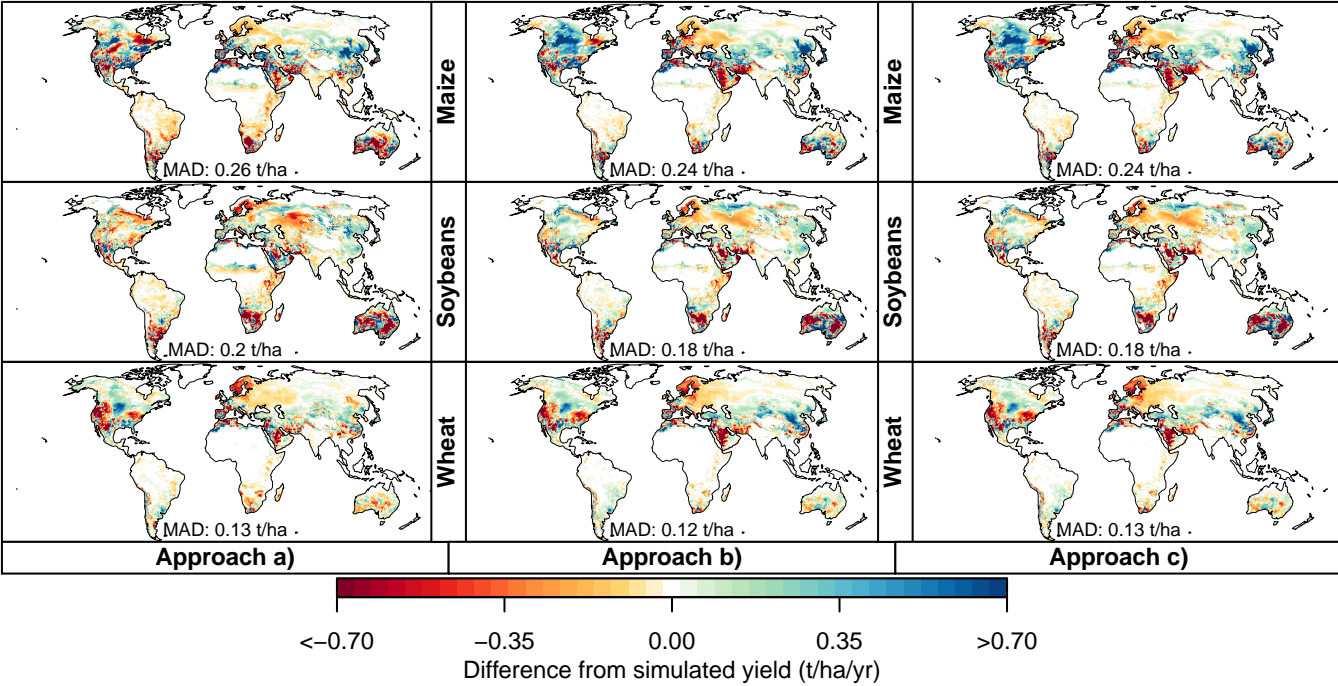 Maize
Maize
MAD: 0.26 t/ha
MAD: 0.24 t/ha
MAD: 0.24 t/ha
Soybeans
Soybeans
MAD: 0.2 t/ha
MAD: 0.18 t/ha
MAD: 0.18 t/ha
Wheat
Wheat
MAD: 0.13 t/ha
MAD: 0.12 t/ha
MAD: 0.13 t/ha
Approach a)
Approach b)
Approach c)
<−0.70
−0.35
0.00
0.35
>0.70
Difference from simulated yield (t/ha/yr)